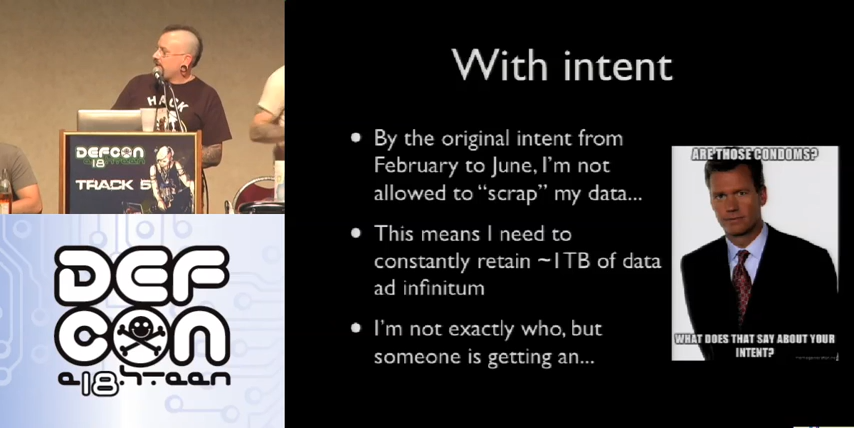 HACK
DEFCON
18
TRACK 5
DEF
CON
e18hteen
With intent
By the original intent from
February to June, I'm not
allowed to "scrap" my data...
This means I need to
constantly retain ~1TB of data
ad infinitum
I'm not exactly who, but
someone is getting an...
ARE THOSE CONDOMS?
WHAT DOES THAT SAY ABOUT YOUR
INTENT?